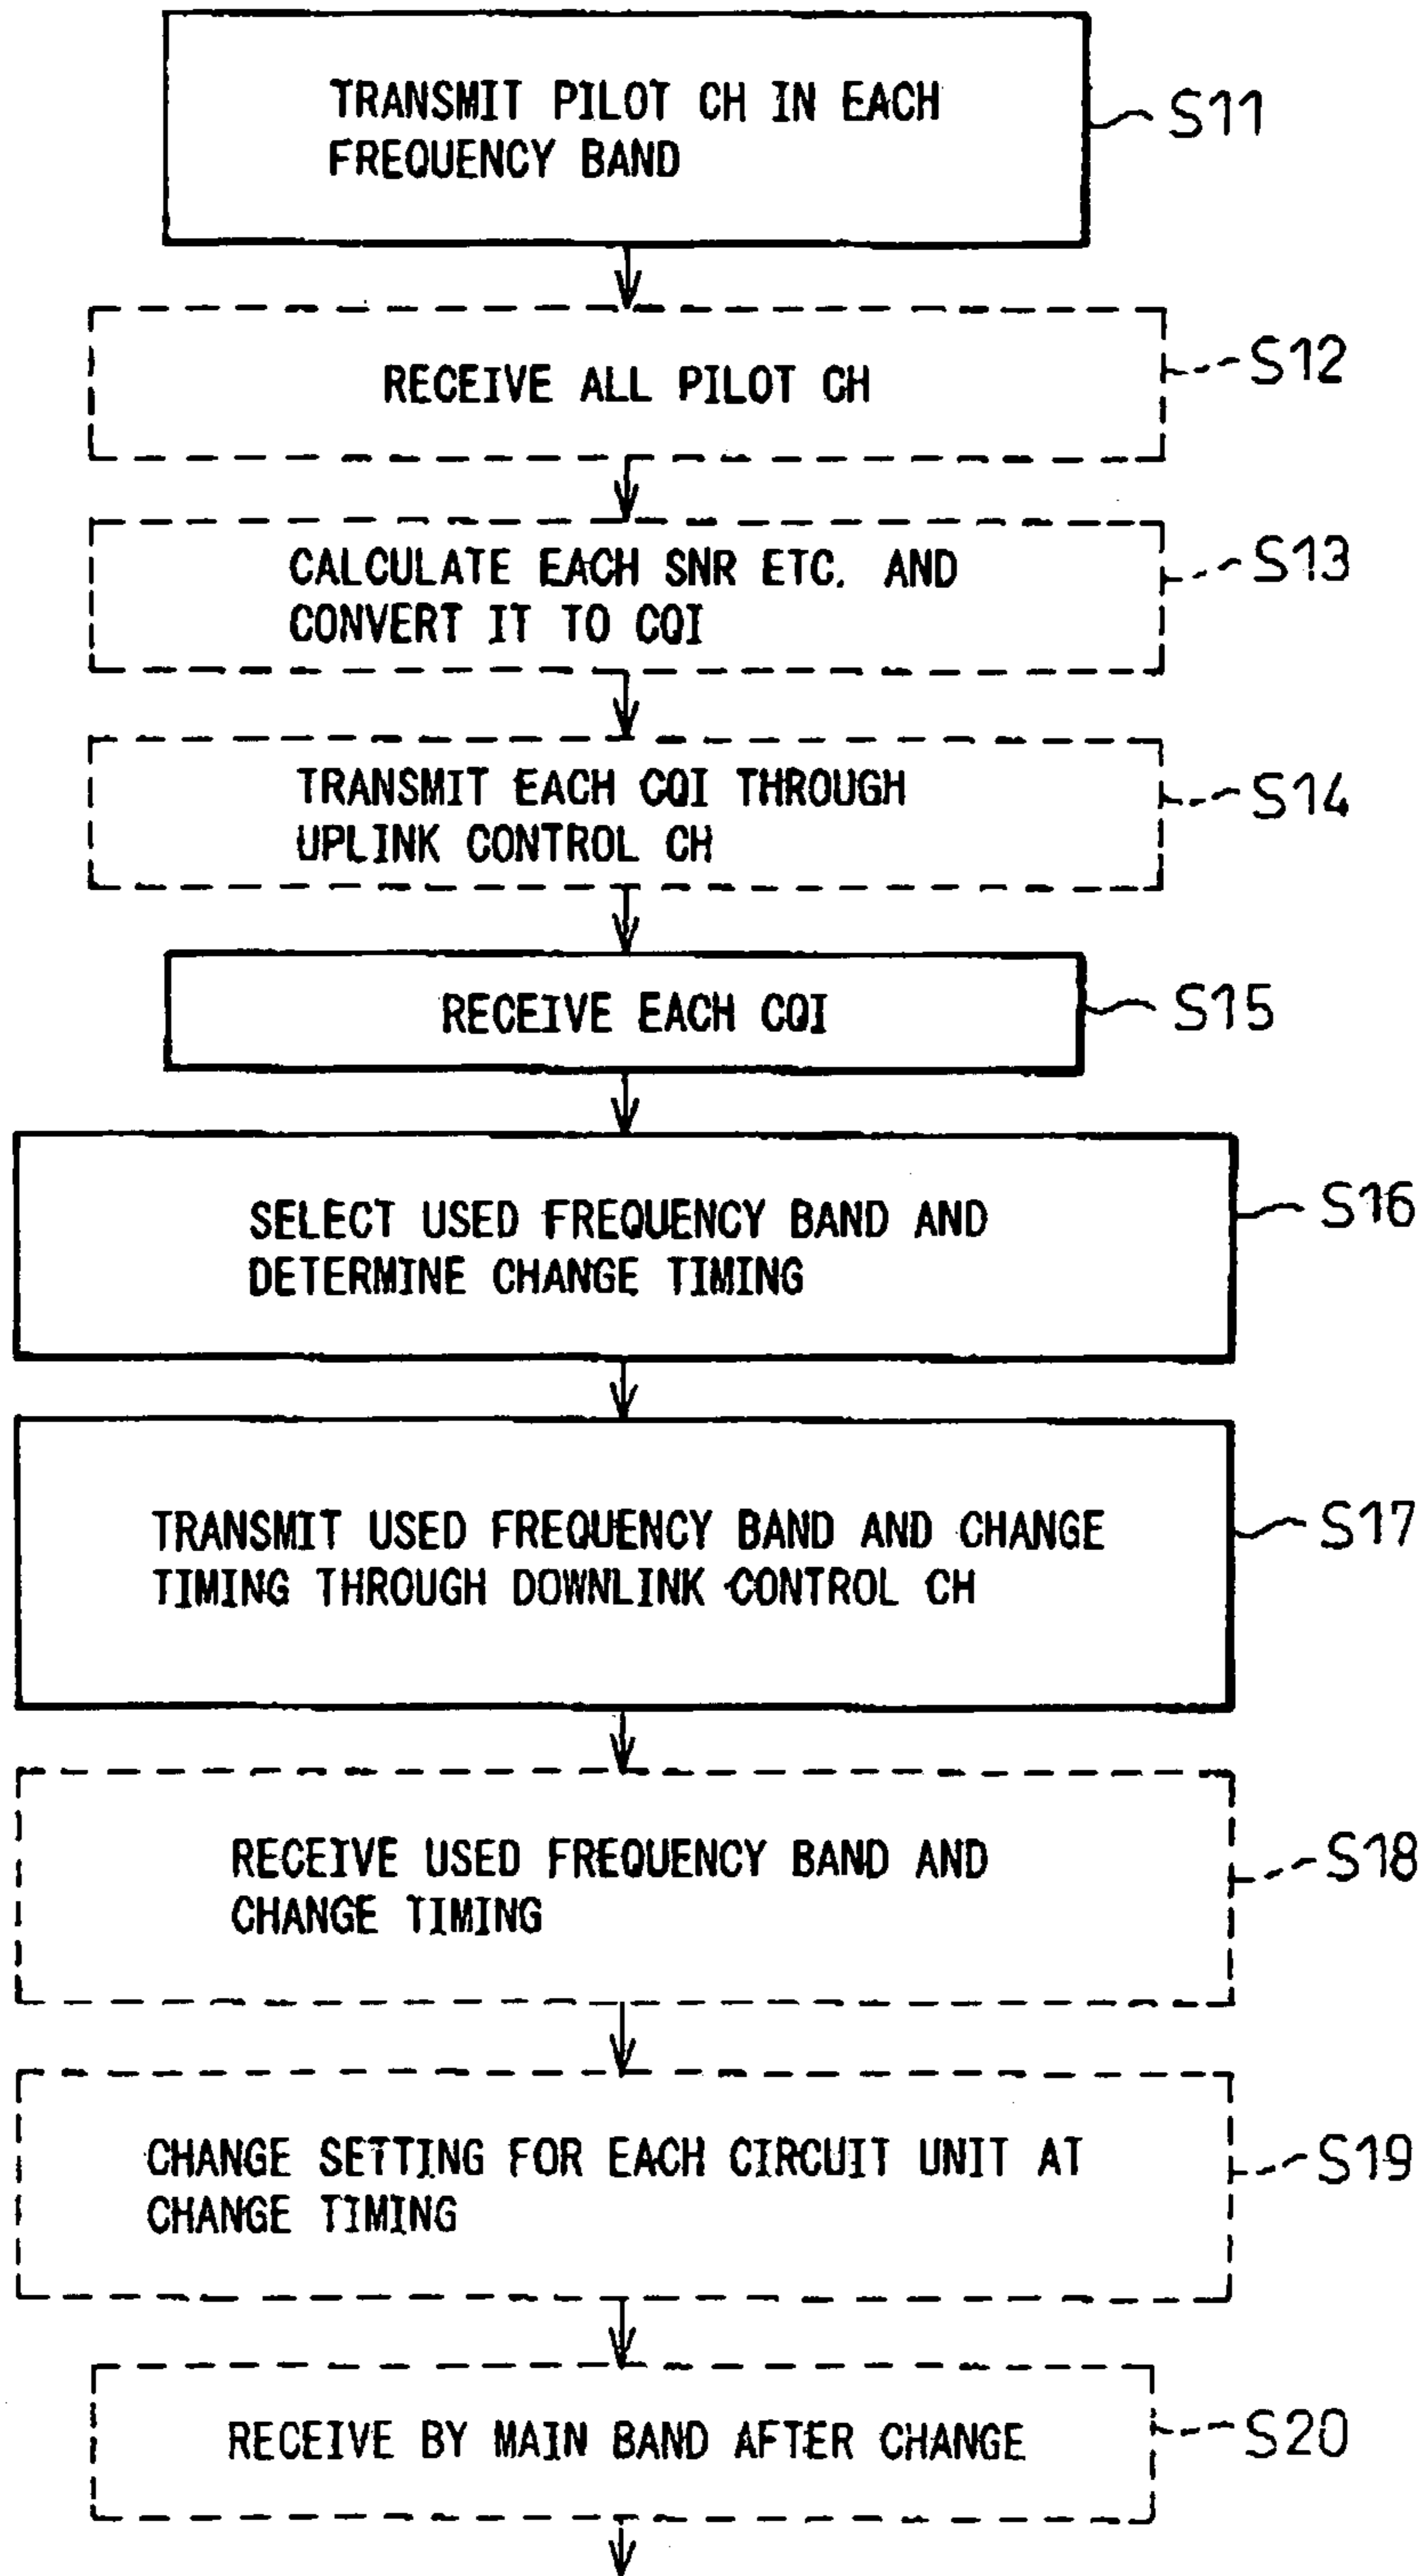 TRANSMIT PILOT CH IN EACH
FREQUENCY BAND
S11
RECEIVE ALL PILOT CH
S12
CALCULATE EACH SNR ETC. AND
CONVERT IT TO CQI
S13
TRANSMIT EACH CQI THROUGH
UPLINK CONTROL CH
S14
RECEIVE EACH CQI
S15
SELECT USED FREQUENCY BAND AND
DETERMINE CHANGE TIMING
S16
TRANSMIT USED FREQUENCY BAND AND CHANGE
TIMING THROUGH DOWNLINK CONTROL CH
S17
RECEIVE USED FREQUENCY BAND AND
CHANGE TIMING
S18
CHANGE SETTING FOR EACH CIRCUIT UNIT AT
CHANGE TIMING
S19
RECEIVE BY MAIN BAND AFTER CHANGE
S20